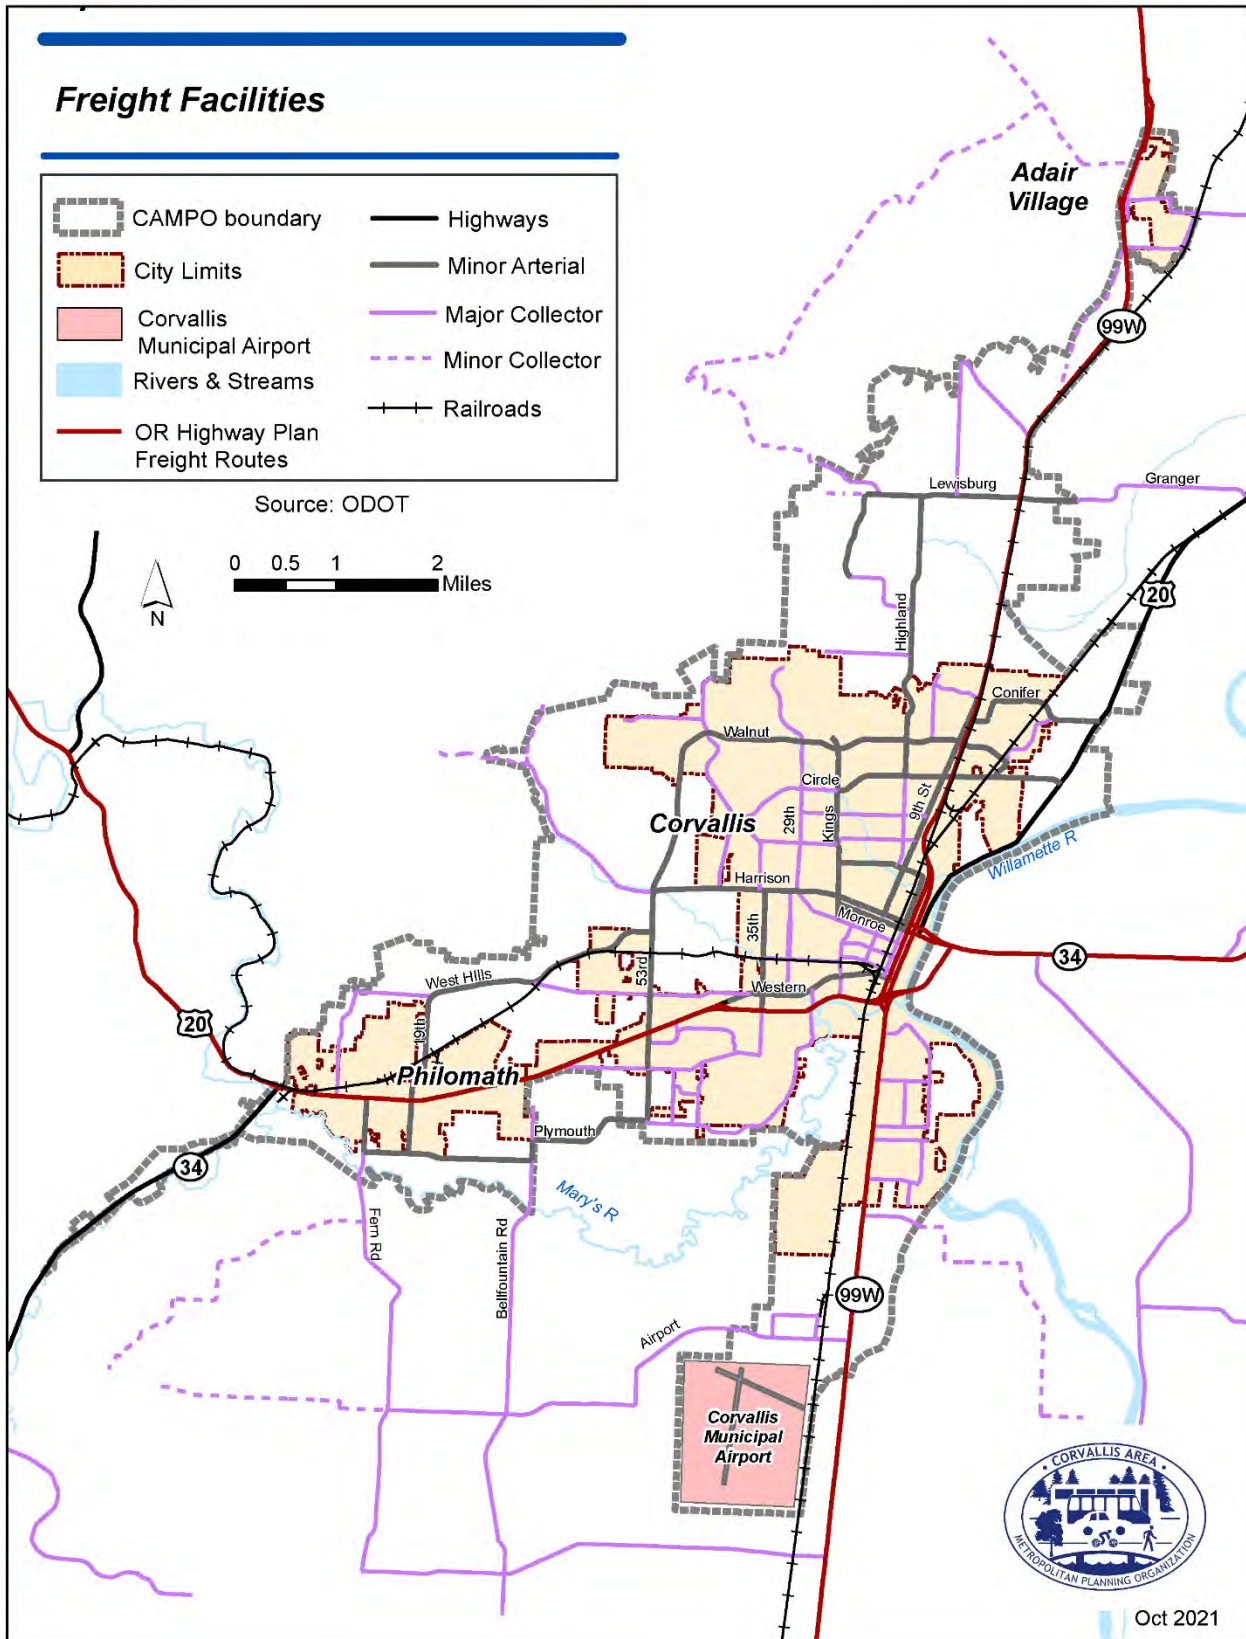 Freight Facilities
CAMPO boundary
City Limits
Corvallis
Municipal Airport
Rivers & Streams
OR Highway Plan
Freight Routes
Highways
Minor Arterial
Major Collector
Minor Collector
Railroads
Source: ODOT
0 0.5 1 2
Miles
N
Adair
Village
99W
Lewisburg
Granger
20
Highland
Conifer
Walnut
Circle
9th St
29th
Kings
Corvallis
Willamette R
Harrison
Monroe
35th
34
53rd
West Hills
Western
20
19th
Philomath
Plymouth
34
Mary's R
Fern Rd
Bellfountain Rd
99W
Airport
Corvallis
Municipal
Airport
• CORVALLIS AREA •
METROPOLITAN PLANNING ORGANIZATION
Oct 2021